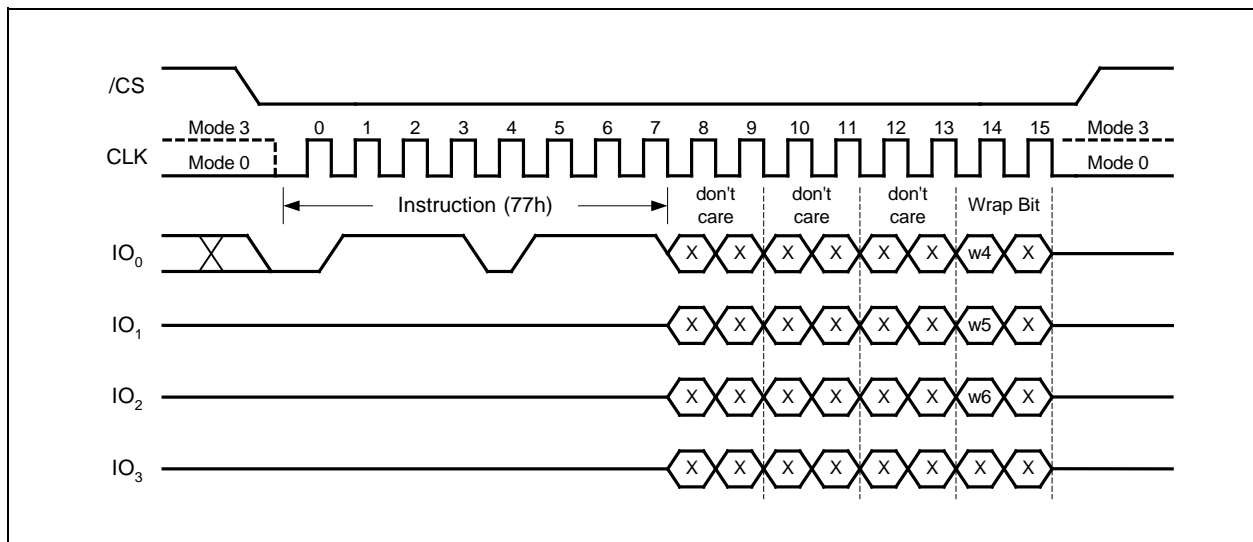 /CS
Mode 3 0 1 2 3 4 5 6 7 8 9 10 11 12 13 14 15 Mode 3
CLK Mode 0 Mode 0
Instruction (77h) don't care don't care don't care Wrap Bit
IO0 X X X X X X w4 X
IO1 X X X X X X w5 X
IO2 X X X X X X w6 X
IO3 X X X X X X X X